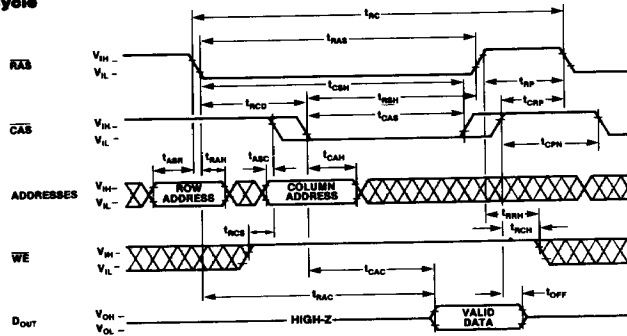 ycle
tRC
tRAS
RAS
VIH –
VIL –
tCSH
tRP
tRCD
tRSH
tCRP
CAS
VIH –
VIL –
tCAS
tCPN
tASR
tRAH
tASC
tCAH
ADDRESSES
VIH –
VIL –
ROW ADDRESS
COLUMN ADDRESS
tRRH
tRCS
tRCH
WE
VIH –
VIL –
tCAC
tRAC
tOFF
DOUT
VOH –
VOL –
HIGH-Z
VALID DATA